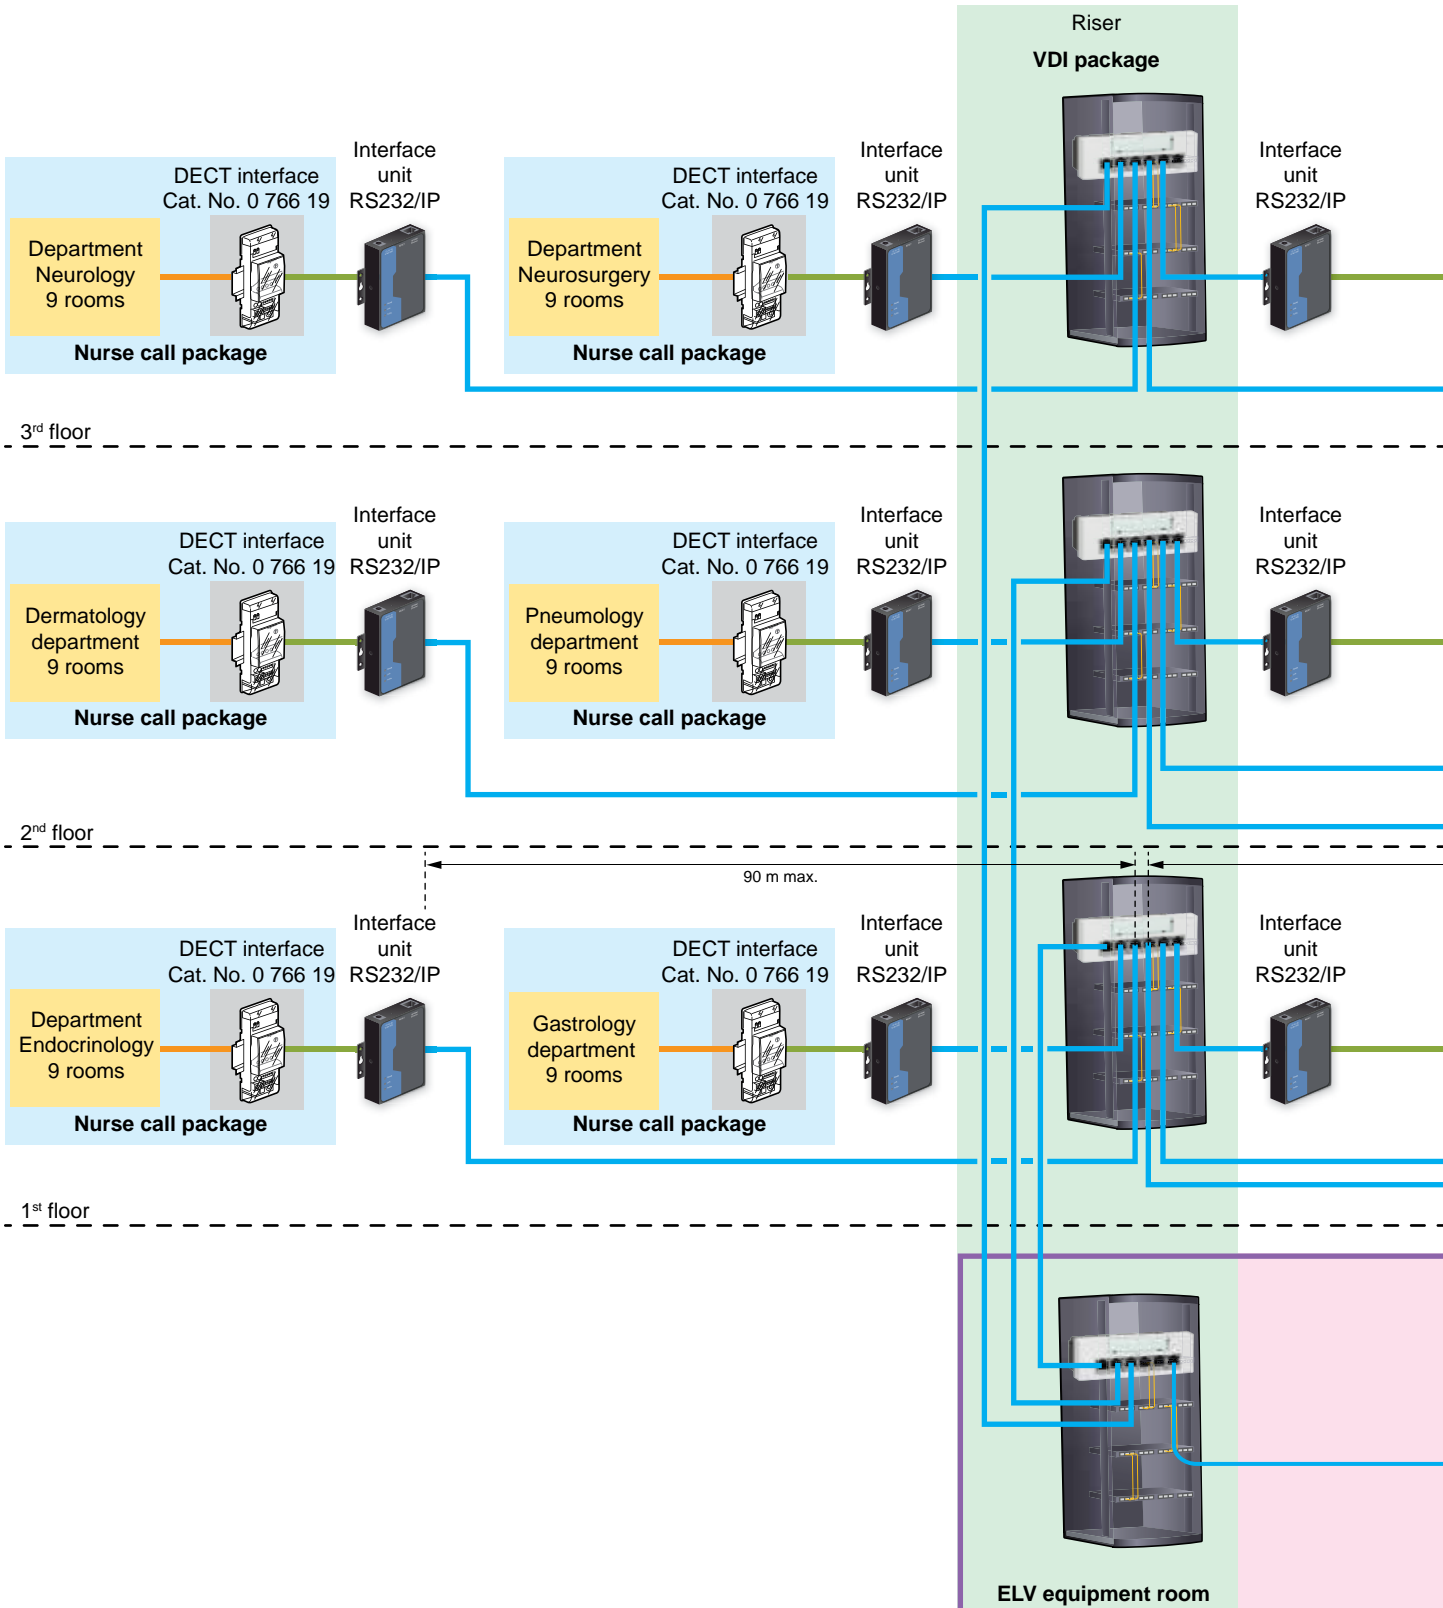 Riser
VDI package
Interface
unit
RS232/IP
DECT interface
Cat. No. 0 766 19
Department
Neurology
9 rooms
Nurse call package
Interface
unit
RS232/IP
DECT interface
Cat. No. 0 766 19
Department
Neurosurgery
9 rooms
Nurse call package
Interface
unit
RS232/IP
3rd floor
Interface
unit
RS232/IP
DECT interface
Cat. No. 0 766 19
Dermatology
department
9 rooms
Nurse call package
Interface
unit
RS232/IP
DECT interface
Cat. No. 0 766 19
Pneumology
department
9 rooms
Nurse call package
Interface
unit
RS232/IP
2nd floor
90 m max.
Interface
unit
RS232/IP
DECT interface
Cat. No. 0 766 19
Department
Endocrinology
9 rooms
Nurse call package
Interface
unit
RS232/IP
DECT interface
Cat. No. 0 766 19
Gastrology
department
9 rooms
Nurse call package
Interface
unit
RS232/IP
1st floor
ELV equipment room